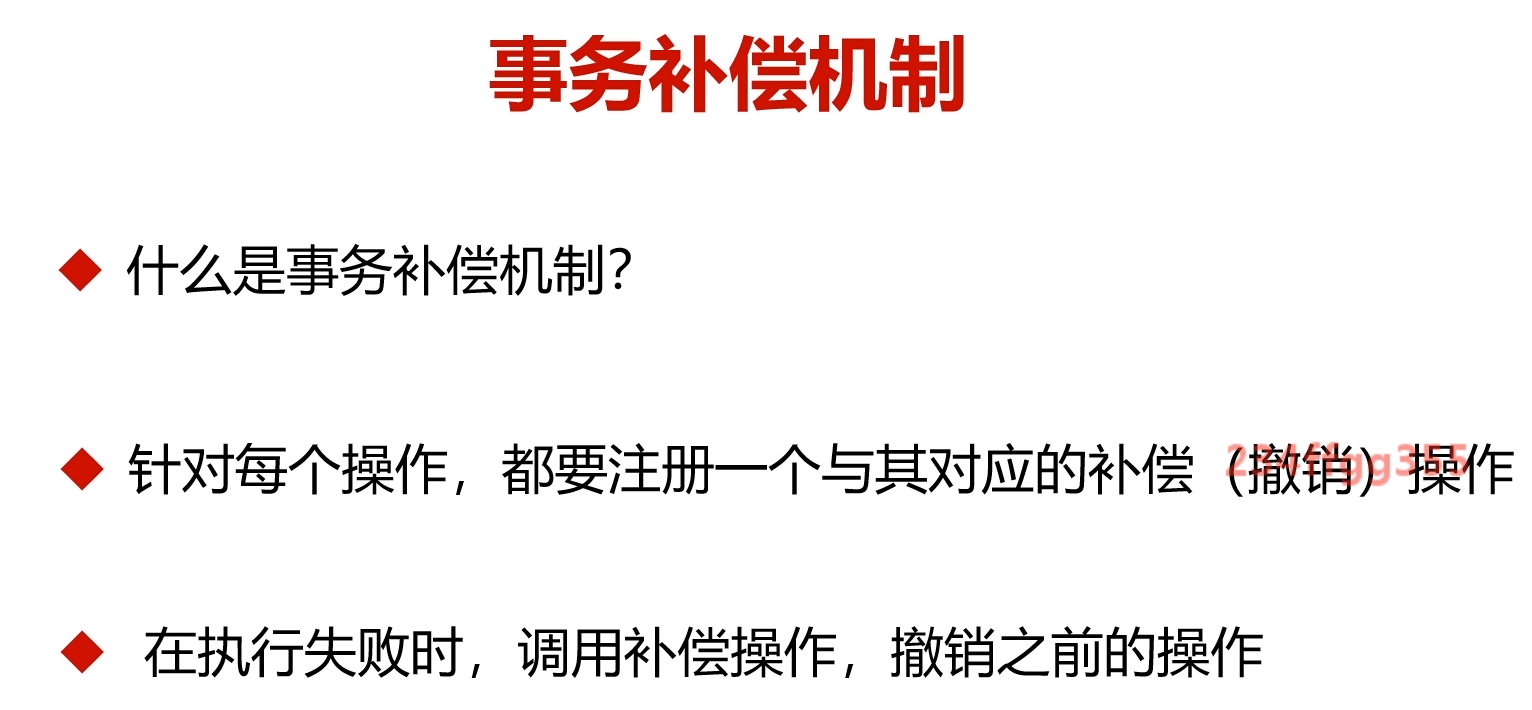 事务补偿机制
什么是事务补偿机制？
针对每个操作，都要注册一个与其对应的补偿（撤销）操作
234ffgg355
在执行失败时，调用补偿操作，撤销之前的操作